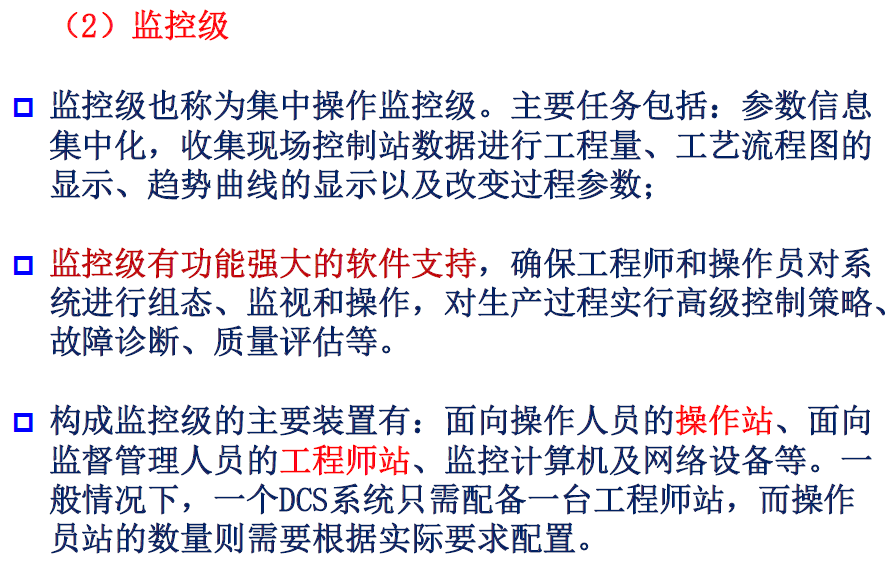 （2）监控级
监控级也称为集中操作监控级。主要任务包括：参数信息
集中化，收集现场控制站数据进行工程量、工艺流程图的
显示、趋势曲线的显示以及改变过程参数；
监控级有功能强大的软件支持，确保工程师和操作员对系
统进行组态、监视和操作，对生产过程实行高级控制策略、
故障诊断、质量评估等。
构成监控级的主要装置有：面向操作人员的操作站、面向
监督管理人员的工程师站、监控计算机及网络设备等。一
般情况下，一个DCS系统只需配备一台工程师站，而操作
员站的数量则需要根据实际要求配置。